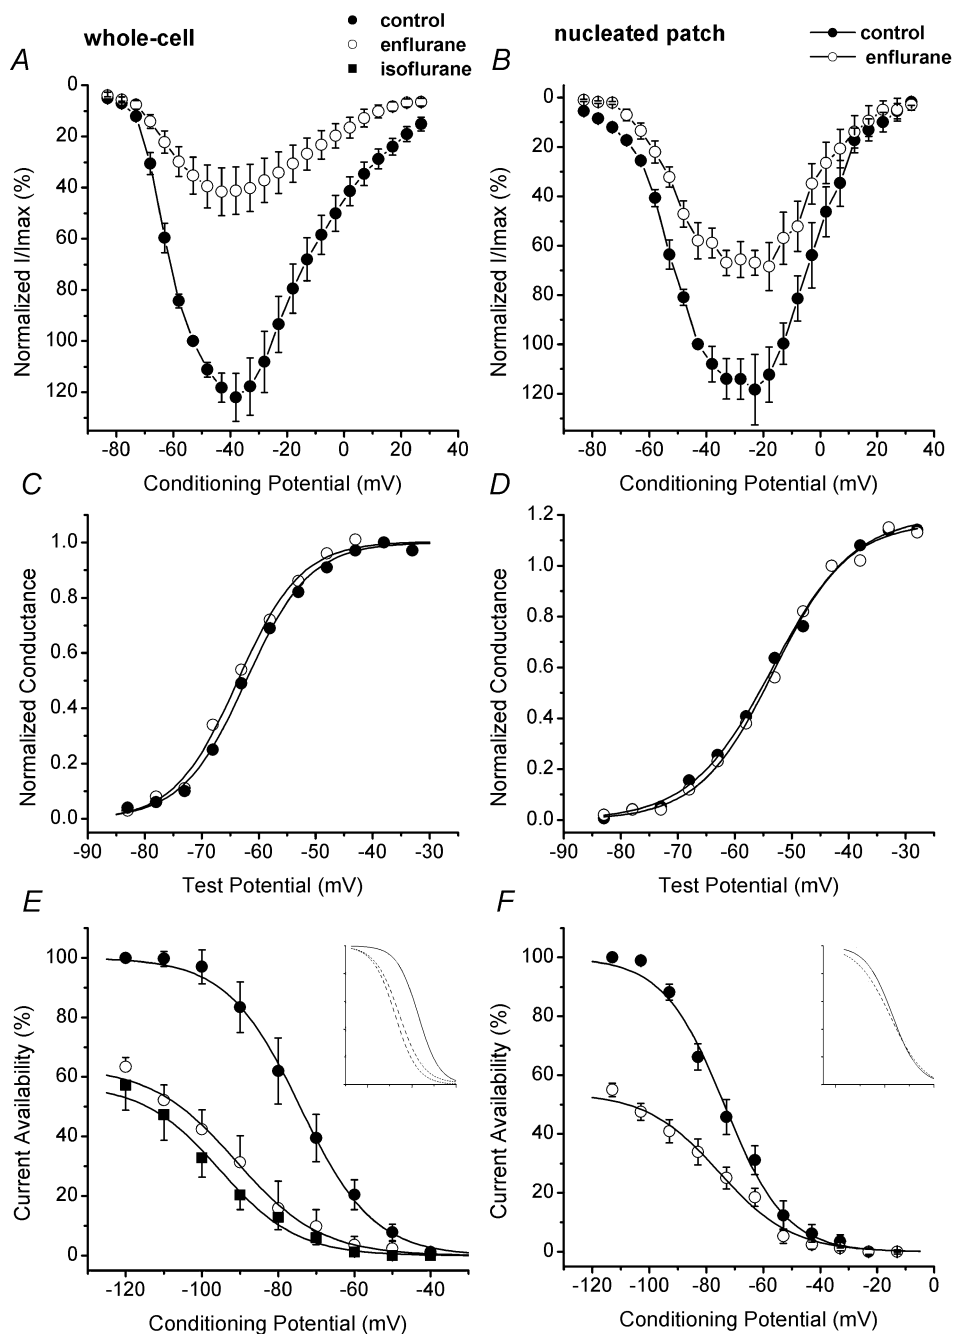 whole-cell
control
enflurane
isoflurane
nucleated patch
control
enflurane
A
B
0
20
40
60
80
100
120
Normalized I/Imax (%)
-80 -60 -40 -20 0 20 40
Conditioning Potential (mV)
0
20
40
60
80
100
120
Normalized I/Imax (%)
-80 -60 -40 -20 0 20 40
Conditioning Potential (mV)
C
D
1.0
0.8
0.6
0.4
0.2
0.0
Normalized Conductance
-90 -80 -70 -60 -50 -40 -30
Test Potential (mV)
1.2
1.0
0.8
0.6
0.4
0.2
0.0
Normalized Conductance
-90 -80 -70 -60 -50 -40 -30
Test Potential (mV)
E
F
100
80
60
40
20
0
Current Availability (%)
-120 -100 -80 -60 -40
Conditioning Potential (mV)
100
80
60
40
20
0
Current Availability (%)
-120 -100 -80 -60 -40 -20 0
Conditioning Potential (mV)